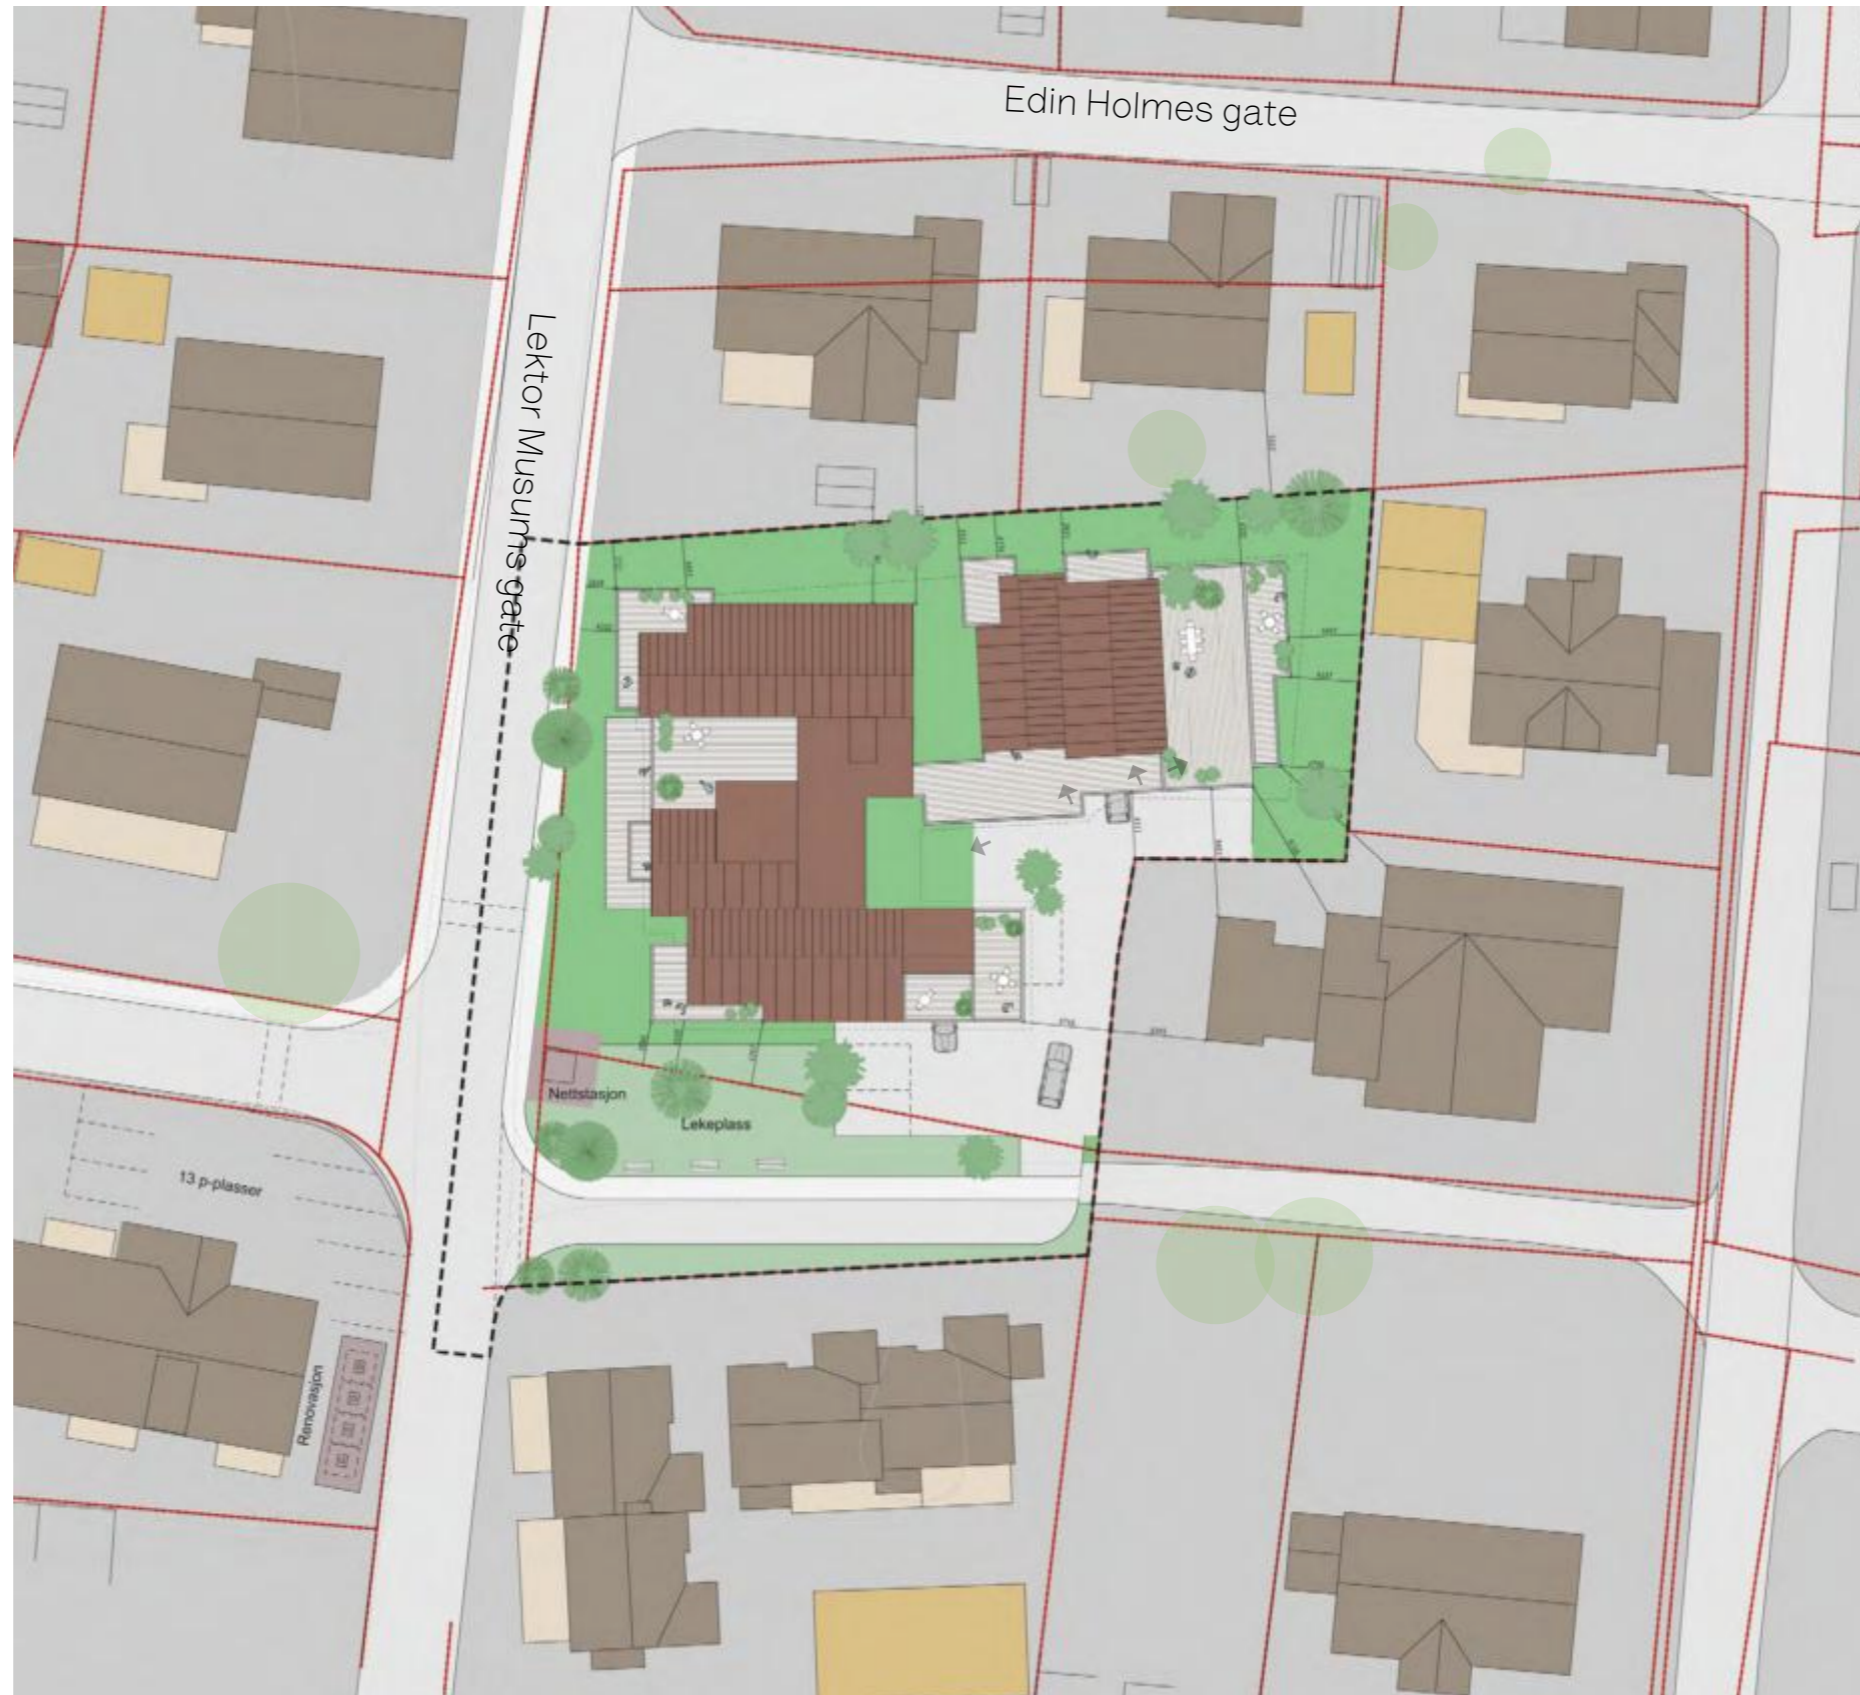 Edin Holmes gate
Lektor Musums gate
Nettstasjon
Lekeplass
13 p-plasser
Renovasjon